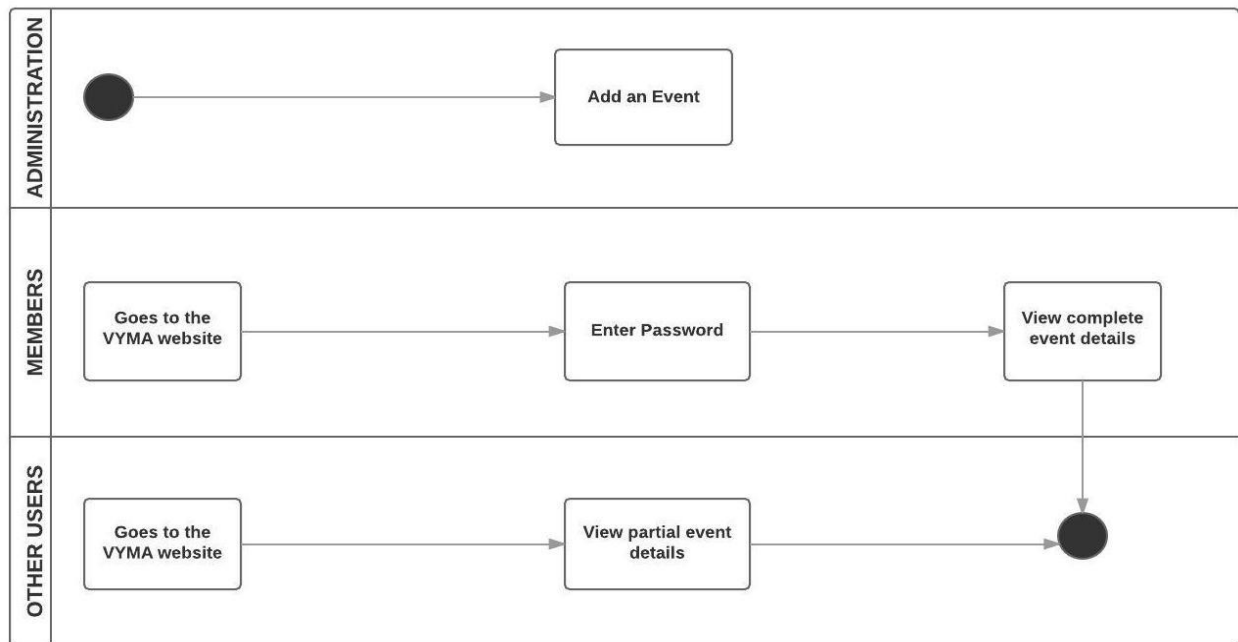 ADMINISTRATION
Add an Event
MEMBERS
Goes to the
VYMA website
Enter Password
View complete
event details
OTHER USERS
Goes to the
VYMA website
View partial event
details